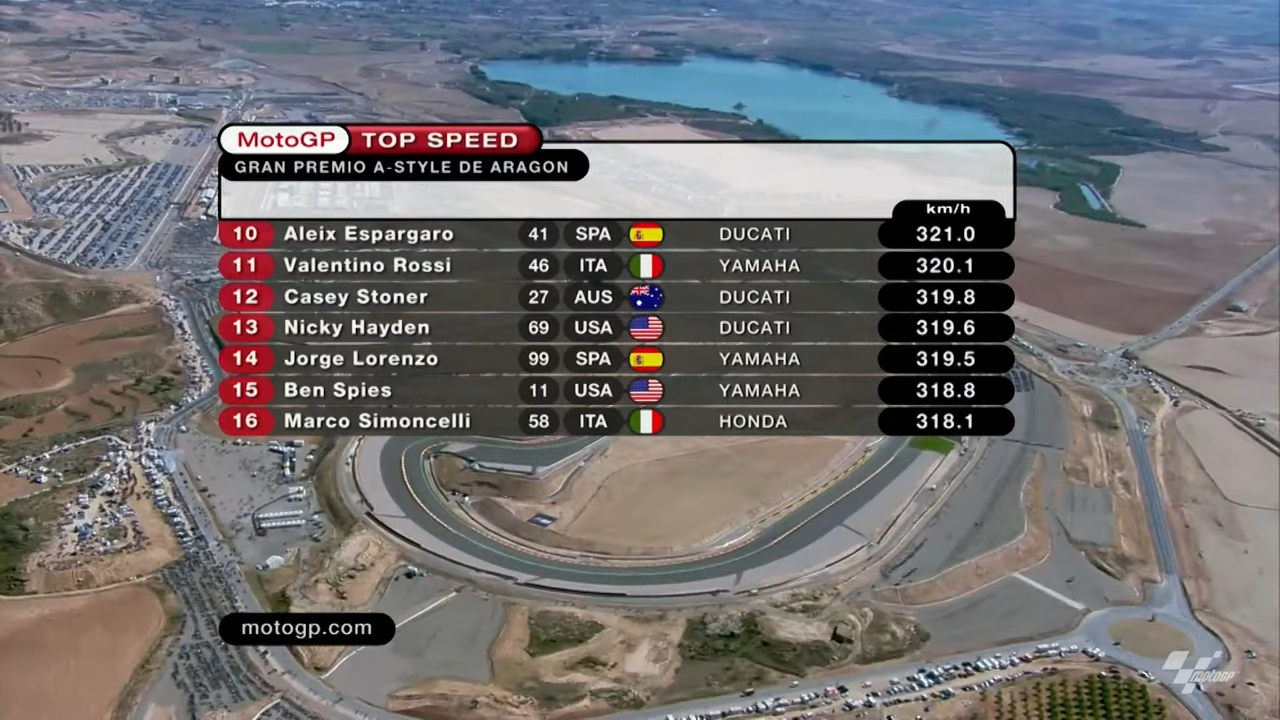 MotoGP TOP SPEED
GRAN PREMIO A-STYLE DE ARAGON
km/h
10 Aleix Espargaro 41 SPA DUCATI 321.0
11 Valentino Rossi 46 ITA YAMAHA 320.1
12 Casey Stoner 27 AUS DUCATI 319.8
13 Nicky Hayden 69 USA DUCATI 319.6
14 Jorge Lorenzo 99 SPA YAMAHA 319.5
15 Ben Spies 11 USA YAMAHA 318.8
16 Marco Simoncelli 58 ITA HONDA 318.1
motogp.com
MotoGP